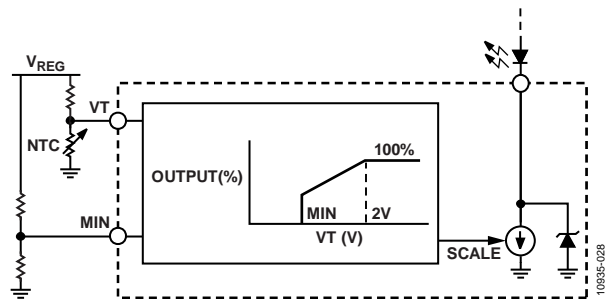 VREG
VT
NTC
MIN
OUTPUT(%)
100%
MIN
2V
VT (V)
SCALE
10935-028